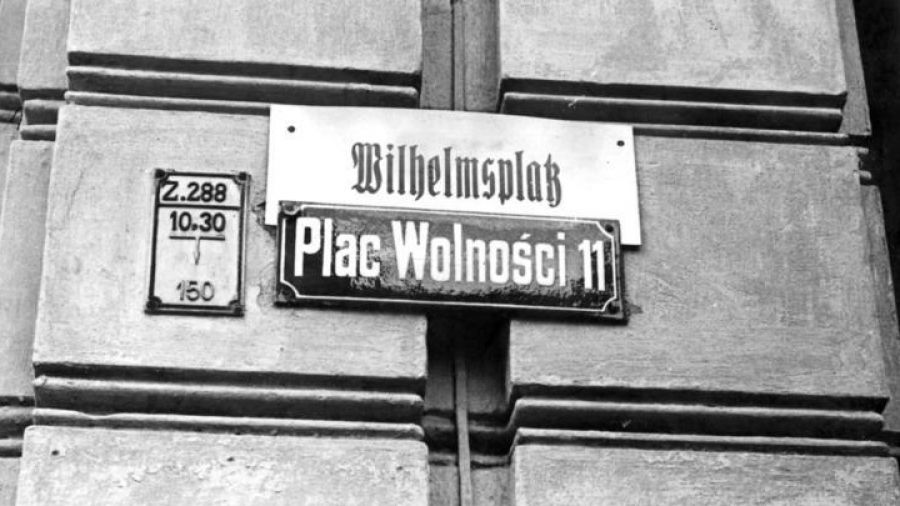 Wilhelmsplatz
Plac Wolności 11
Z.288
10.30
150